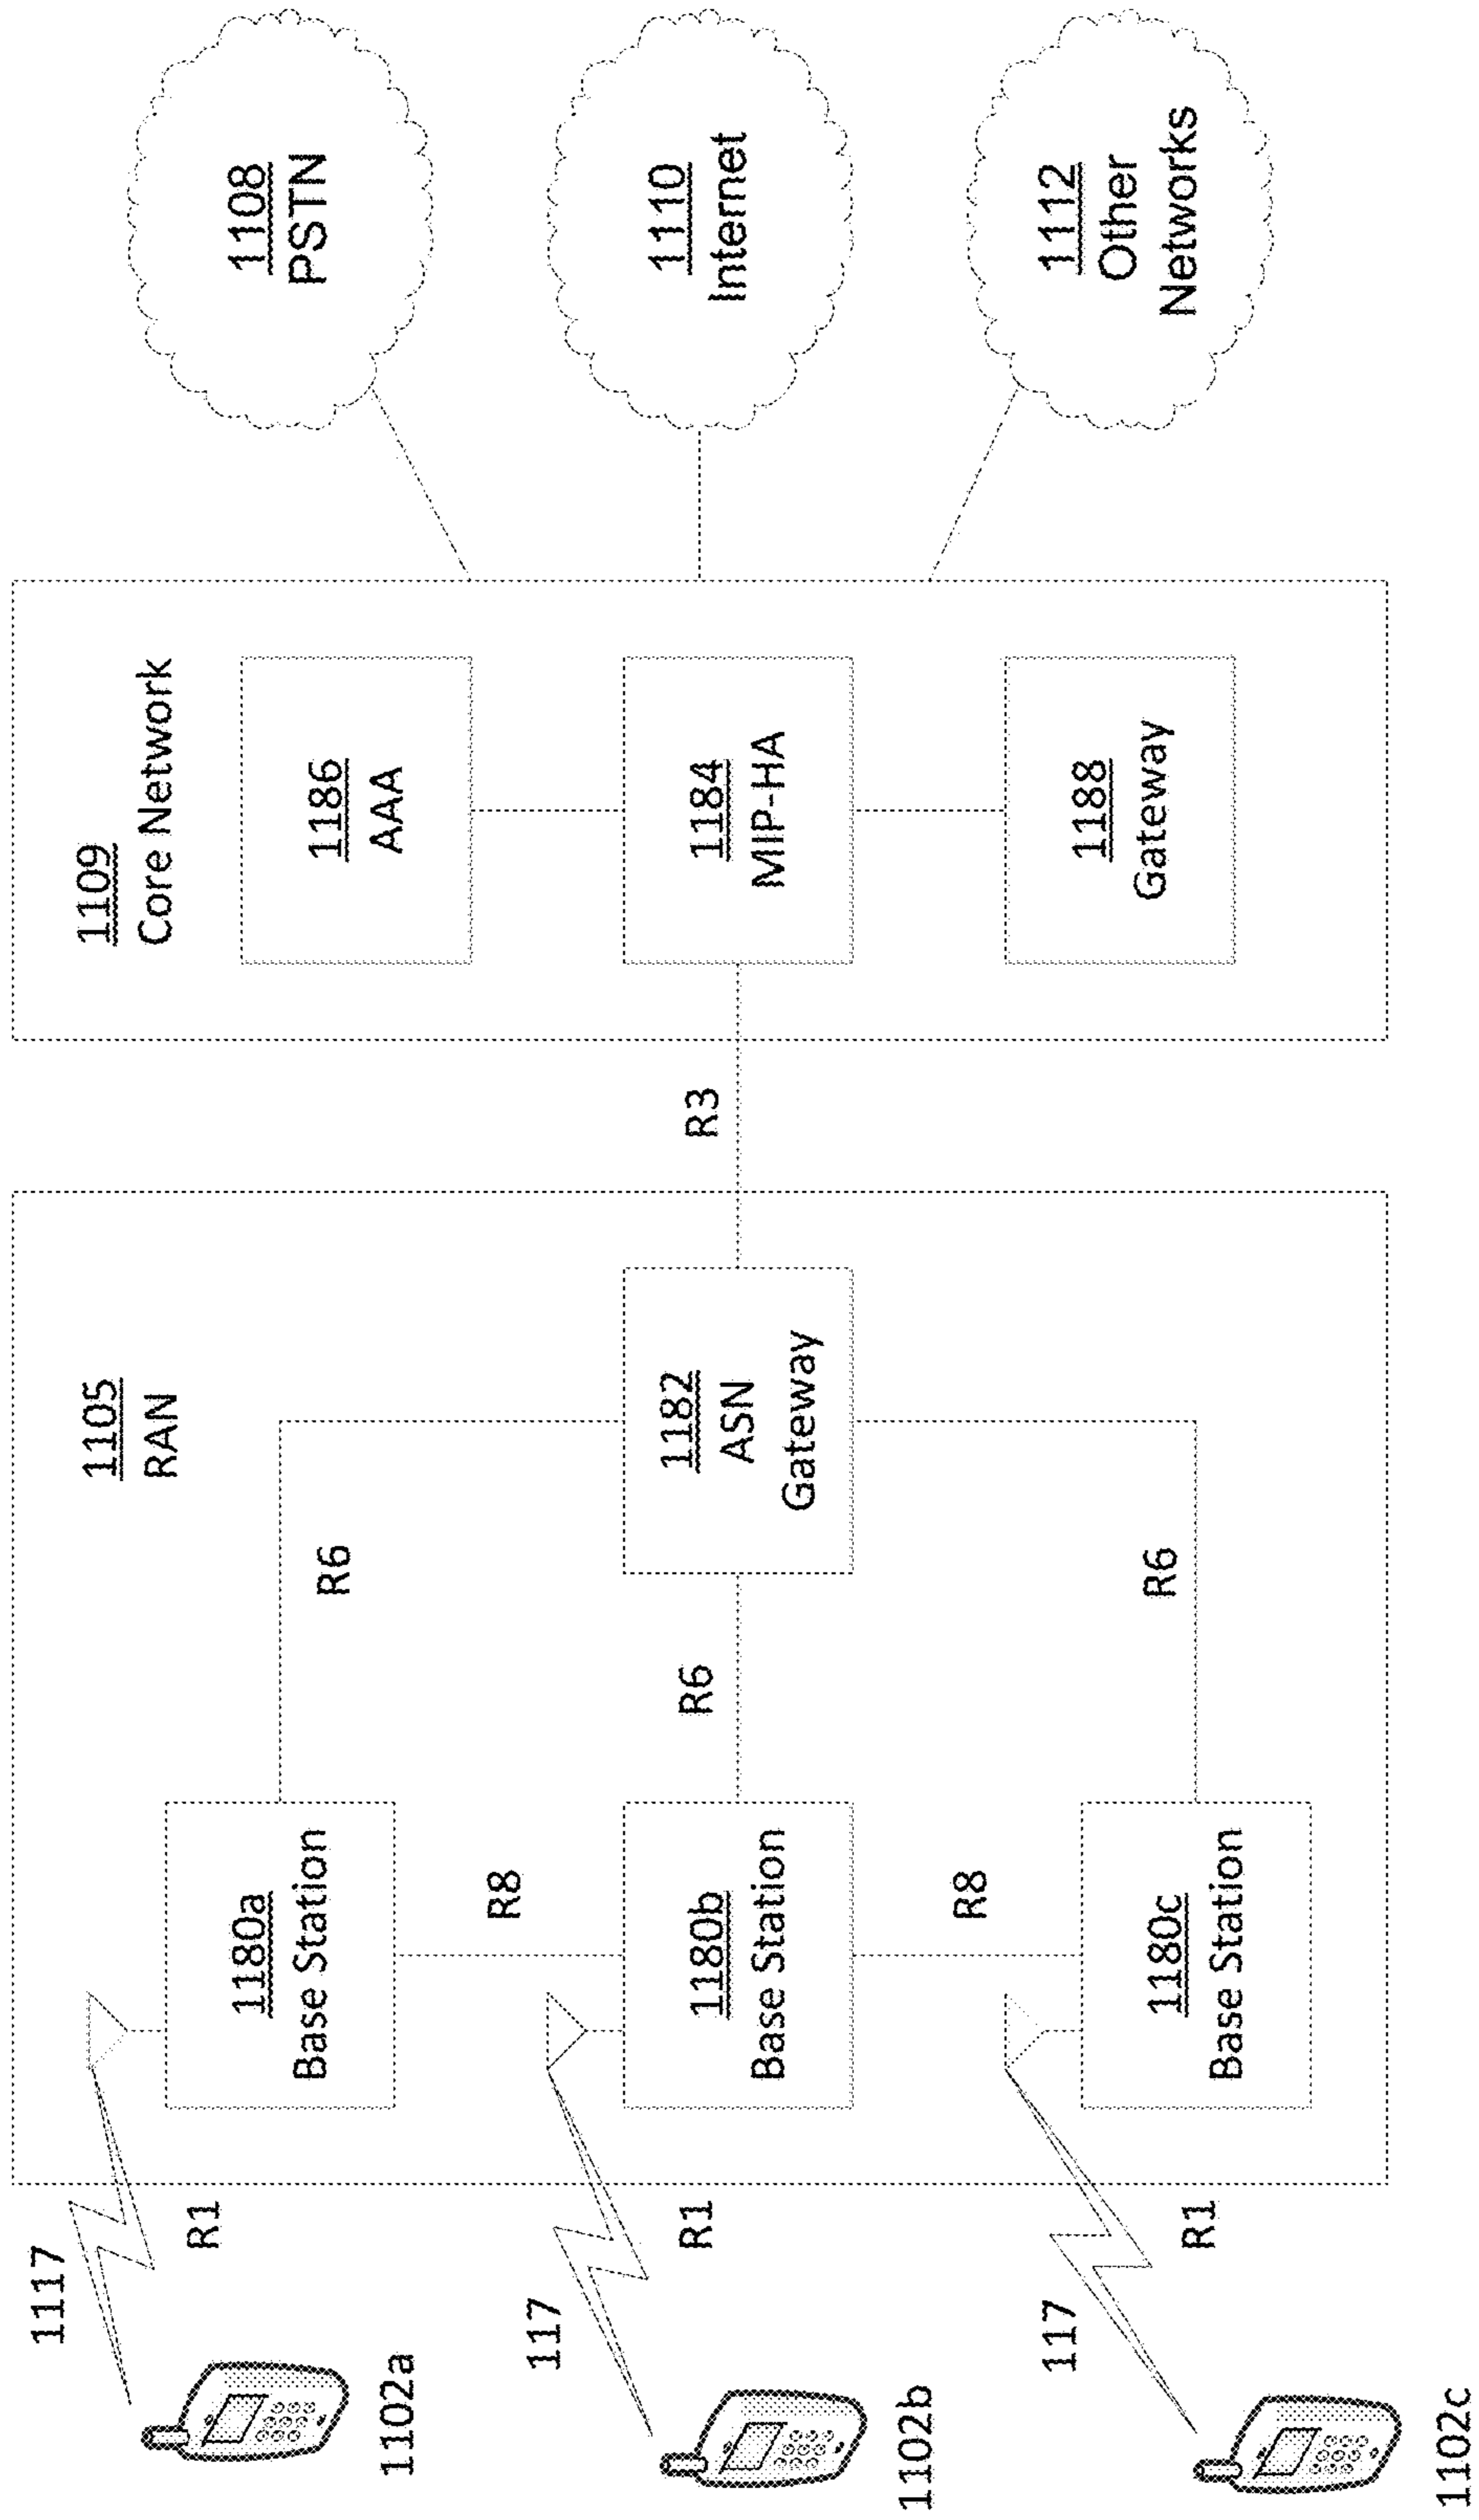 1117
1102a
R1
1180a
Base Station
R8
117
1102b
R1
1180b
Base Station
R8
117
1102c
R1
1180c
Base Station
1105
RAN
R6
R6
R6
1182
ASN
Gateway
R3
1109
Core Network
1186
AAA
1184
MIP-HA
1188
Gateway
1108
PSTN
1110
Internet
1112
Other
Networks